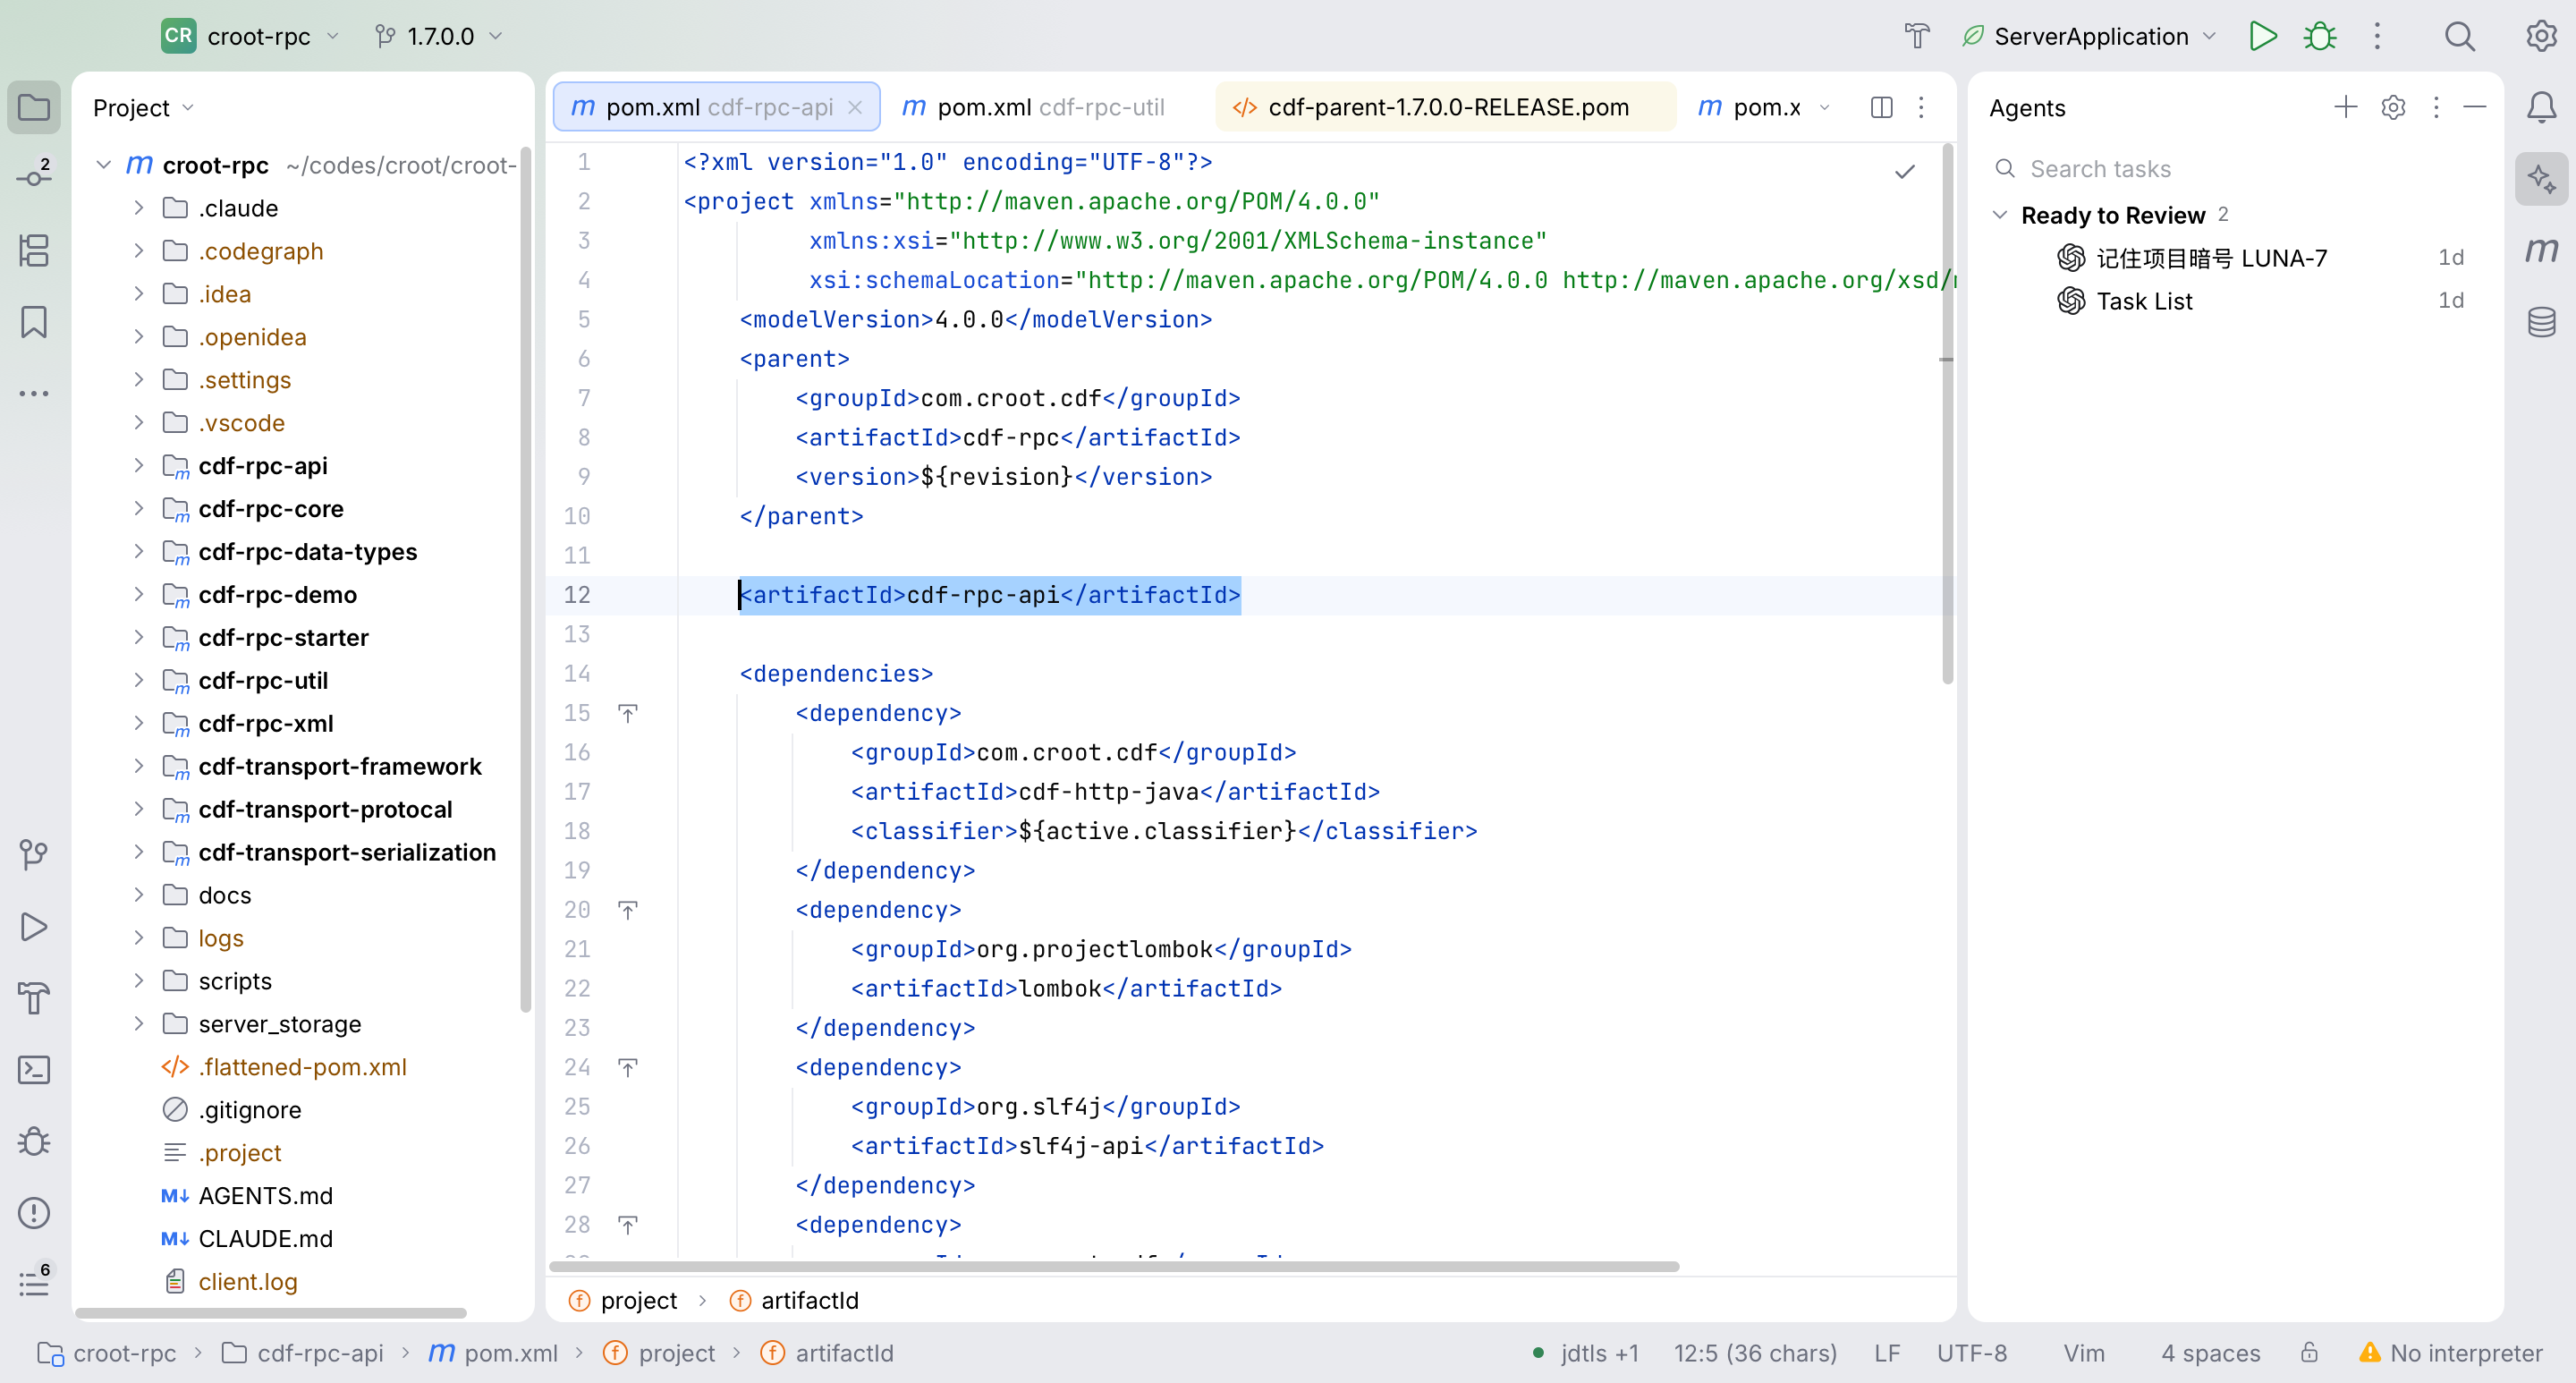 CR croot-rpc 1.7.0.0 ServerApplication
Project
2
croot-rpc ~/codes/croot/croot-
.claude
.codegraph
.idea
.openidea
.settings
.vscode
cdf-rpc-api
cdf-rpc-core
cdf-rpc-data-types
cdf-rpc-demo
cdf-rpc-starter
cdf-rpc-util
cdf-rpc-xml
cdf-transport-framework
cdf-transport-protocal
cdf-transport-serialization
docs
logs
scripts
server_storage
.flattened-pom.xml
.gitignore
.project
AGENTS.md
CLAUDE.md
client.log
6
m pom.xml cdf-rpc-api m pom.xml cdf-rpc-util </> cdf-parent-1.7.0.0-RELEASE.pom m pom.x
1 <?xml version="1.0" encoding="UTF-8"?>
2 <project xmlns="http://maven.apache.org/POM/4.0.0"
3 xmlns:xsi="http://www.w3.org/2001/XMLSchema-instance"
4 xsi:schemaLocation="http://maven.apache.org/POM/4.0.0 http://maven.apache.org/xsd/
5 <modelVersion>4.0.0</modelVersion>
6 <parent>
7 <groupId>com.croot.cdf</groupId>
8 <artifactId>cdf-rpc</artifactId>
9 <version>${revision}</version>
10 </parent>
11
12 <artifactId>cdf-rpc-api</artifactId>
13
14 <dependencies>
15 <dependency>
16 <groupId>com.croot.cdf</groupId>
17 <artifactId>cdf-http-java</artifactId>
18 <classifier>${active.classifier}</classifier>
19 </dependency>
20 <dependency>
21 <groupId>org.projectlombok</groupId>
22 <artifactId>lombok</artifactId>
23 </dependency>
24 <dependency>
25 <groupId>org.slf4j</groupId>
26 <artifactId>slf4j-api</artifactId>
27 </dependency>
28 <dependency>
project > artifactId
Agents
Search tasks
Ready to Review 2
记住项目暗号 LUNA-7 1d
Task List 1d
m
croot-rpc > cdf-rpc-api > m pom.xml > project > artifactId
jdtls +1 12:5 (36 chars) LF UTF-8 Vim 4 spaces No interpreter